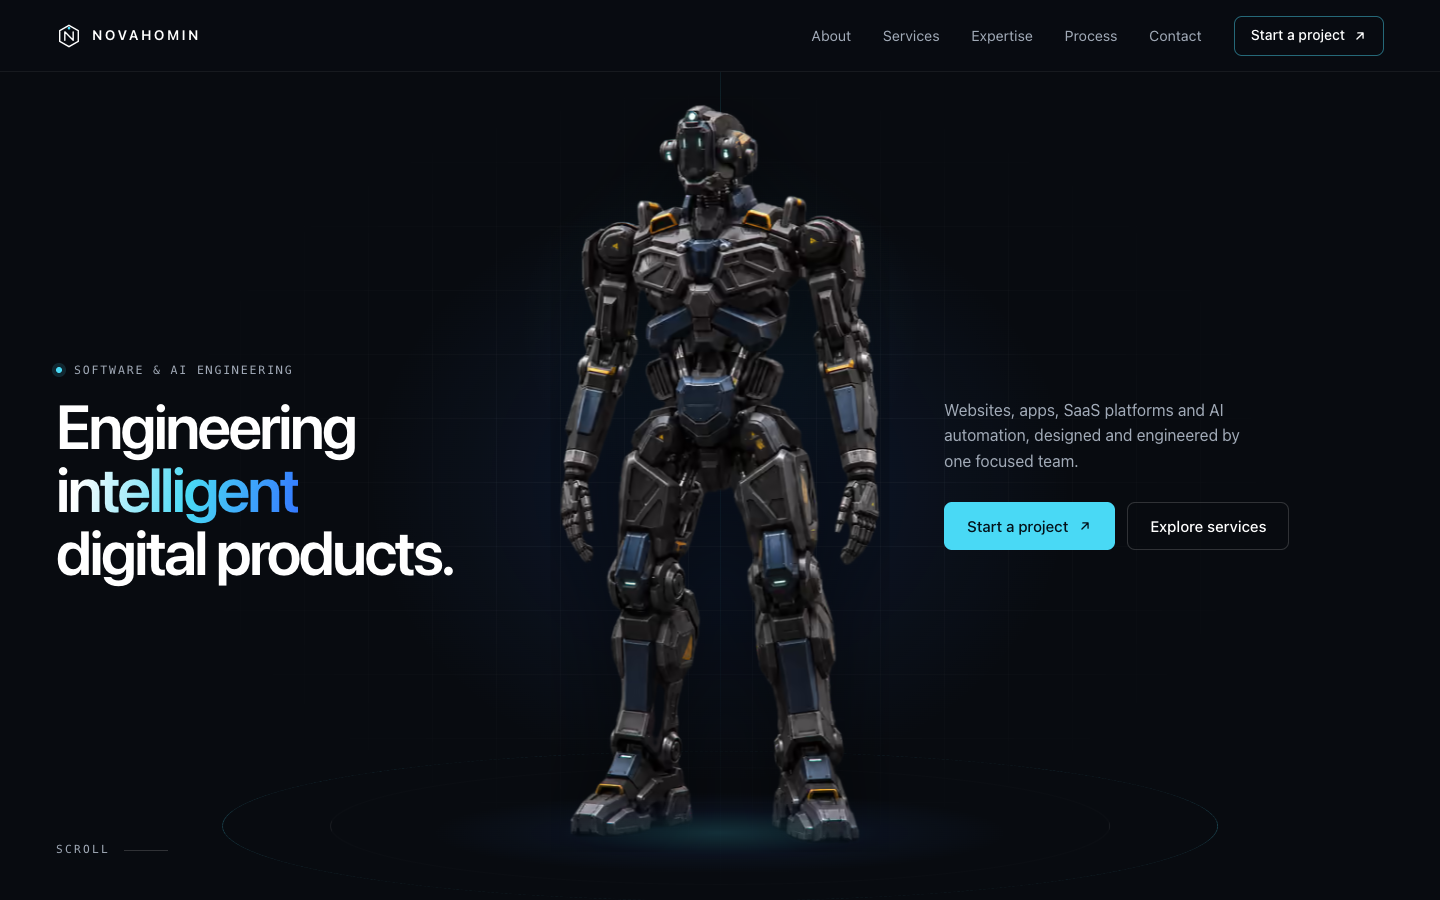 NOVAHOMIN
About
Services
Expertise
Process
Contact
Start a project
SOFTWARE & AI ENGINEERING
Engineering
intelligent
digital products.
Websites, apps, SaaS platforms and AI
automation, designed and engineered by
one focused team.
Start a project
Explore services
SCROLL